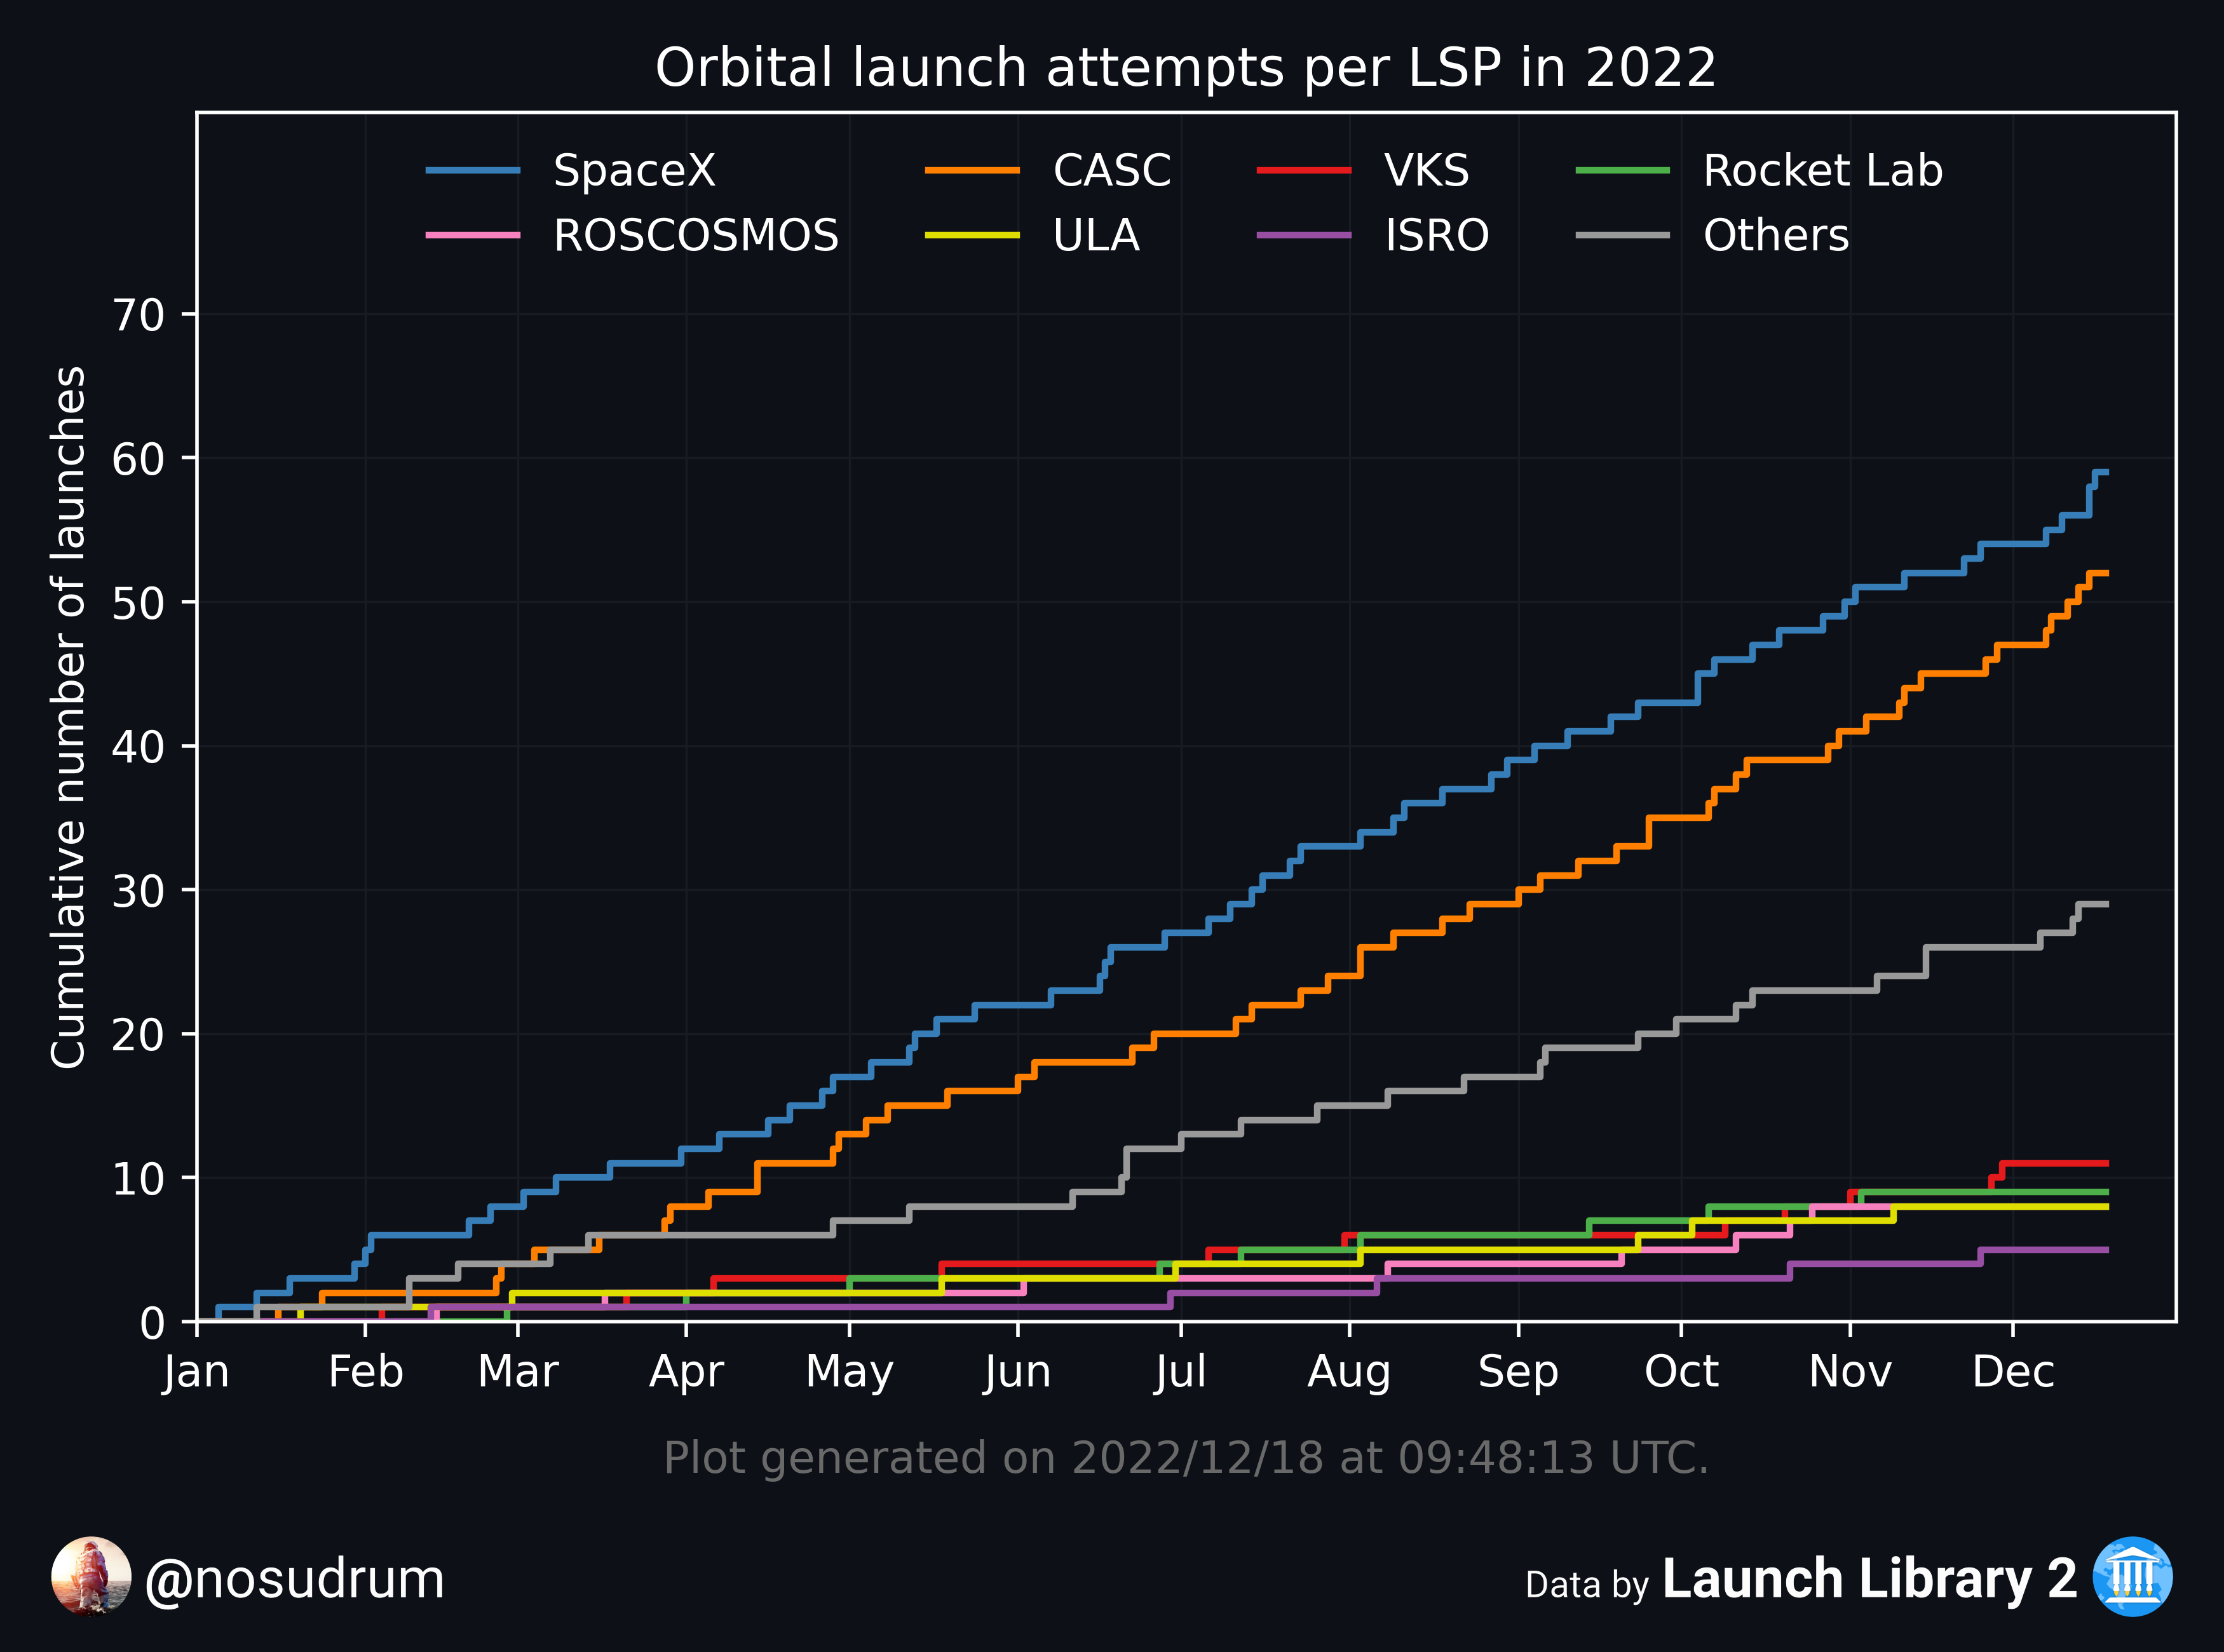 Orbital launch attempts per LSP in 2022
SpaceX
CASC
VKS
Rocket Lab
ROSCOSMOS
ULA
ISRO
Others
Cumulative number of launches
70
60
50
40
30
20
10
0
Jan
Feb
Mar
Apr
May
Jun
Jul
Aug
Sep
Oct
Nov
Dec
Plot generated on 2022/12/18 at 09:48:13 UTC.
@nosudrum
Data by Launch Library 2